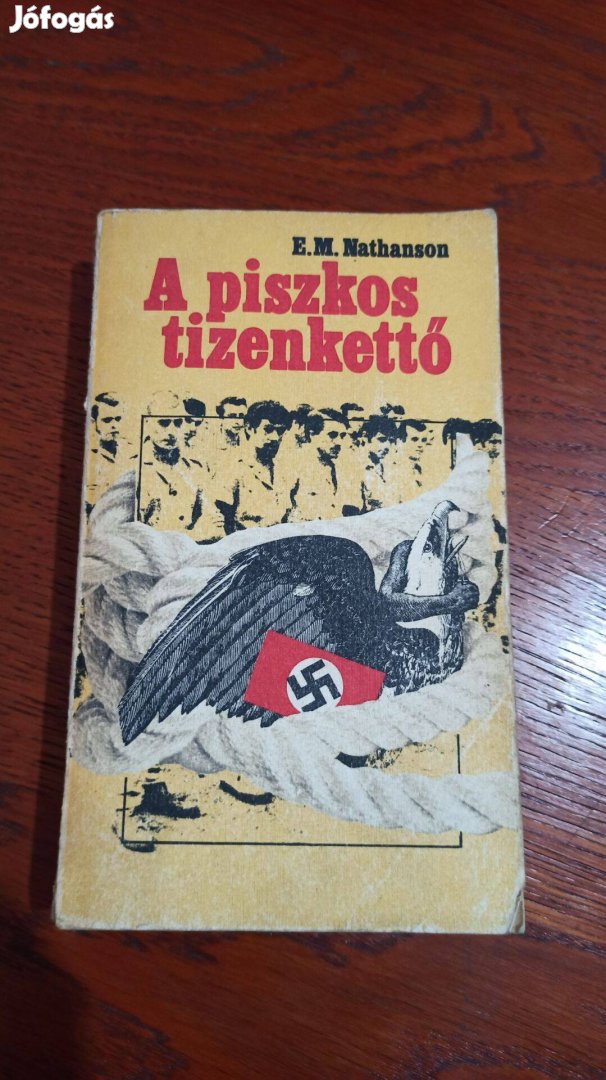 Jófogás
E.M. Nathanson
A piszkos
tizenkettő